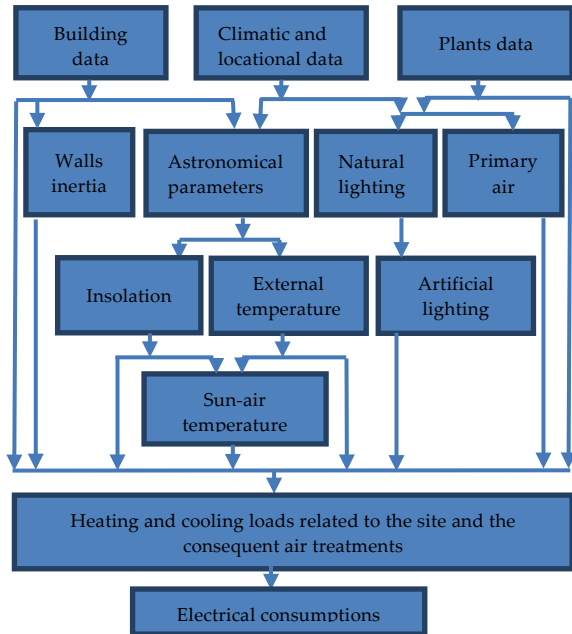 Building
data
Climatic and
locational data
Plants data
Walls
inertia
Astronomical
parameters
Natural
lighting
Primary
air
Insolation
External
temperature
Artificial
lighting
Sun-air
temperature
Heating and cooling loads related to the site and the
consequent air treatments
Electrical consumptions